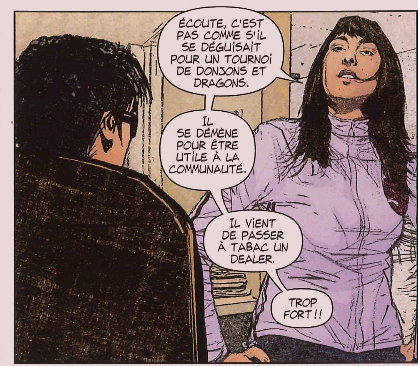 ÉCOUTE, C'EST
PAS COMME S'IL
SE DÉGUISAIT
POUR UN TOURNOI
DE DONJONS ET
DRAGONS.
IL
SE DÉMÈNE
POUR ÊTRE
UTILE À LA
COMMUNAUTÉ.
IL VIENT
DE PASSER
À TABAC UN
DEALER.
TROP
FORT!!